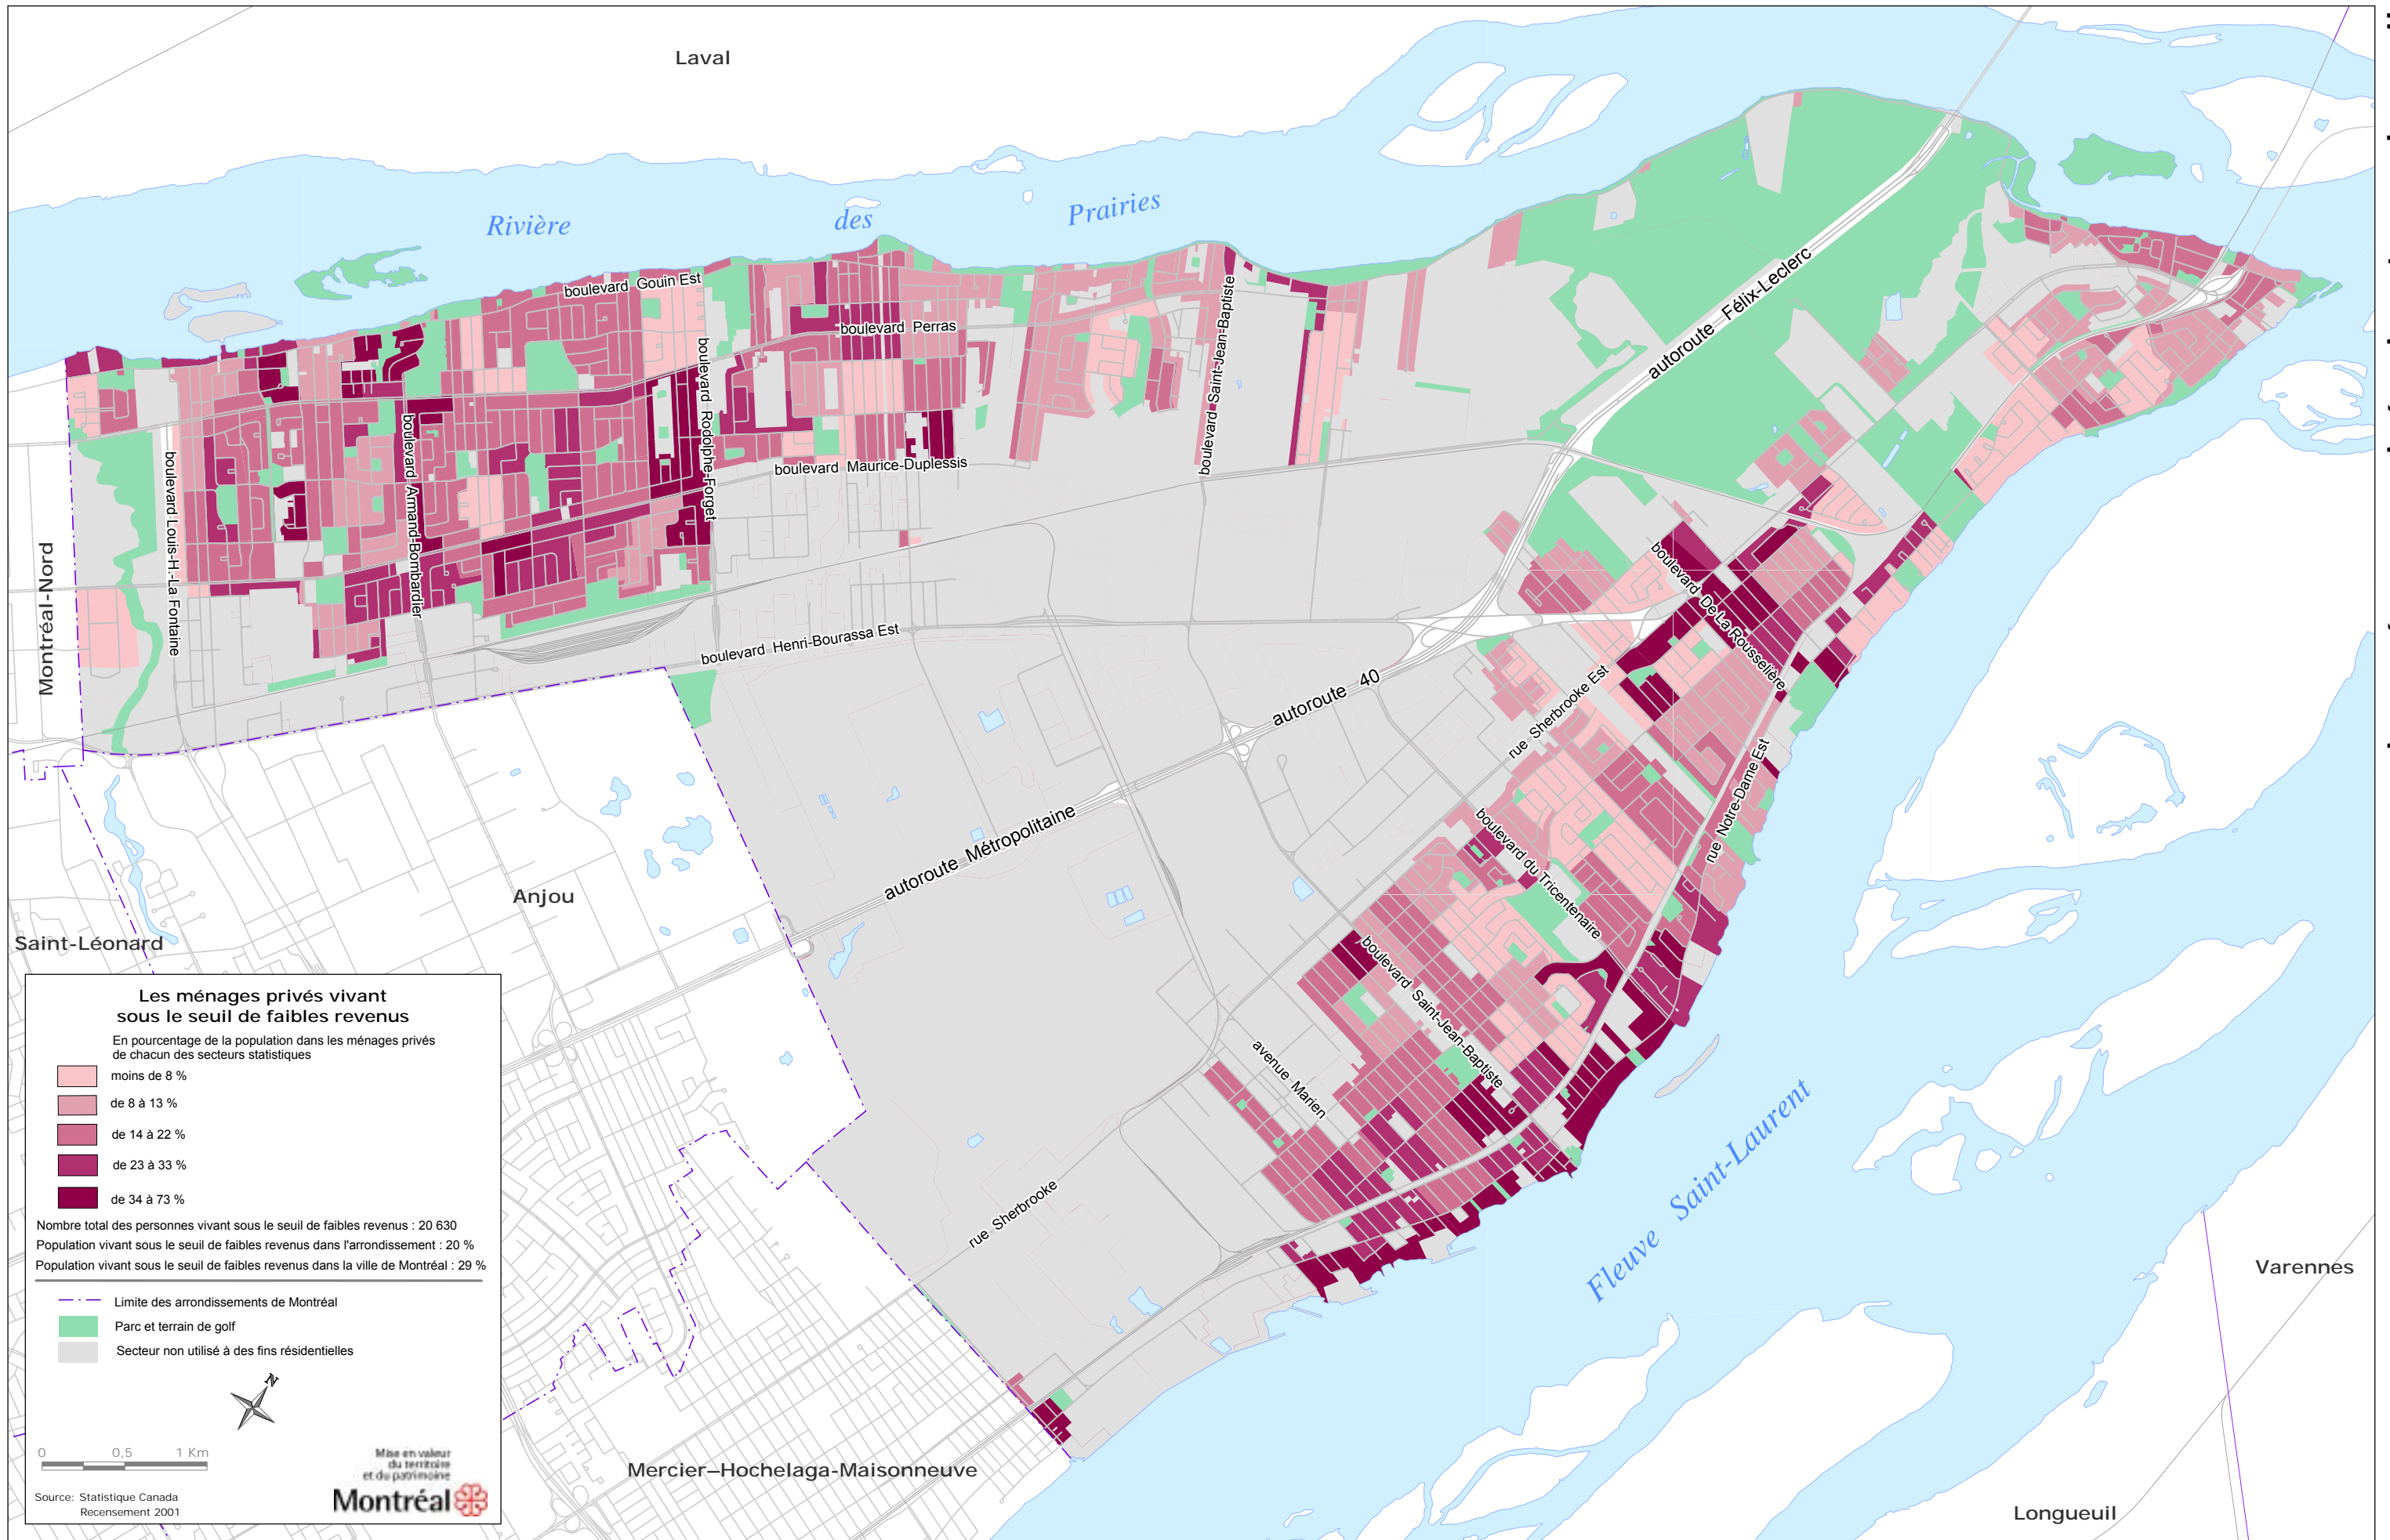 Laval
Rivière des Prairies
boulevard Gouin Est
boulevard Perras
boulevard Saint-Jean-Baptiste
autoroute Félix-Leclerc
boulevard Rodolphe-Forget
boulevard Maurice-Duplessis
boulevard Louis-H.-La Fontaine
boulevard Armand-Bombardier
Montréal-Nord
boulevard De La Rousselière
boulevard Henri-Bourassa Est
autoroute 40
rue Sherbrooke Est
rue Notre-Dame Est
autoroute Métropolitaine
boulevard du Tricentenaire
Anjou
Saint-Léonard
boulevard Saint-Jean-Baptiste
avenue Marien
rue Sherbrooke
Fleuve Saint-Laurent
Varennes
Mercier–Hochelaga-Maisonneuve
Longueuil
Les ménages privés vivant
sous le seuil de faibles revenus
En pourcentage de la population dans les ménages privés
de chacun des secteurs statistiques
moins de 8 %
de 8 à 13 %
de 14 à 22 %
de 23 à 33 %
de 34 à 73 %
Nombre total des personnes vivant sous le seuil de faibles revenus : 20 630
Population vivant sous le seuil de faibles revenus dans l'arrondissement : 20 %
Population vivant sous le seuil de faibles revenus dans la ville de Montréal : 29 %
Limite des arrondissements de Montréal
Parc et terrain de golf
Secteur non utilisé à des fins résidentielles
N
0 0,5 1 Km
Mise en valeur
du territoire
et du patrimoine
Montréal
Source: Statistique Canada
Recensement 2001